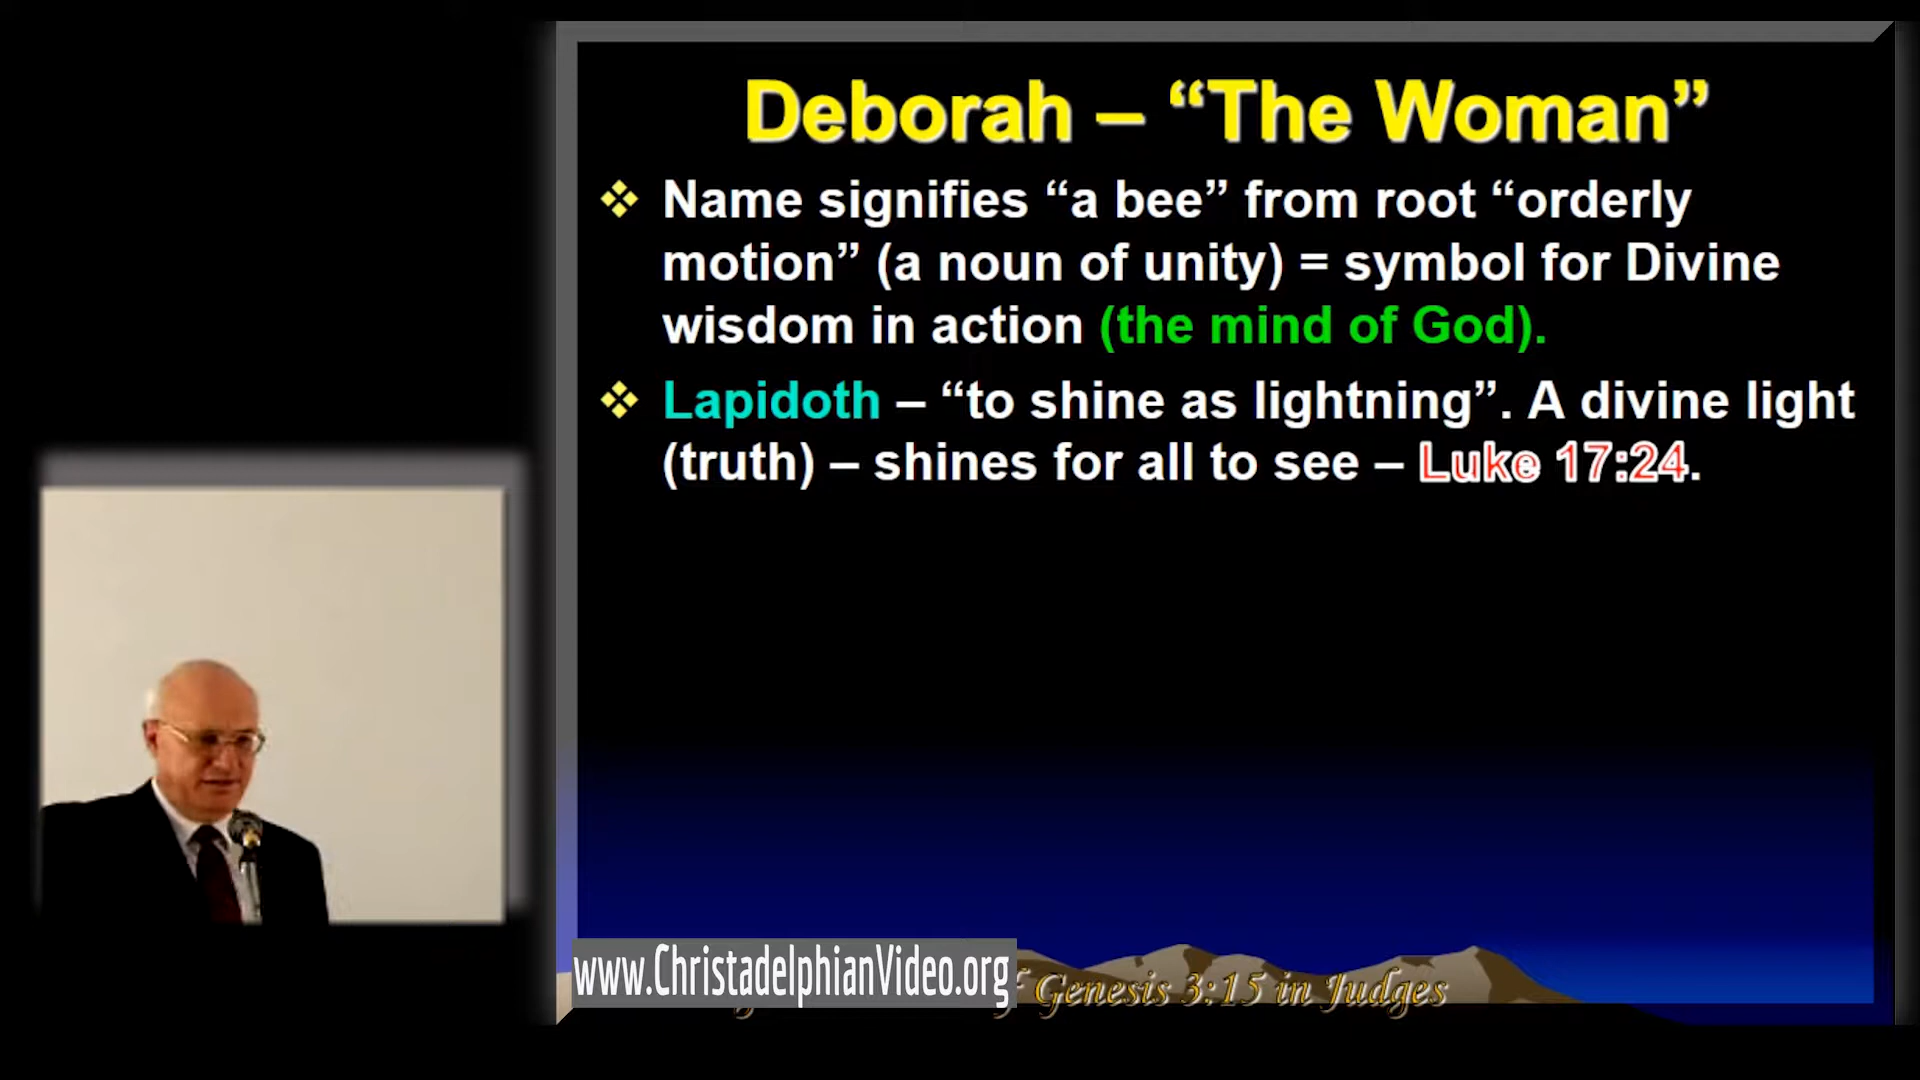 Deborah – “The Woman”
Name signifies “a bee” from root “orderly
motion” (a noun of unity) = symbol for Divine
wisdom in action (the mind of God).
Lapidoth – “to shine as lightning”. A divine light
(truth) – shines for all to see – Luke 17:24.
www.ChristadelphianVideo.org
Genesis 3:15 in Judges